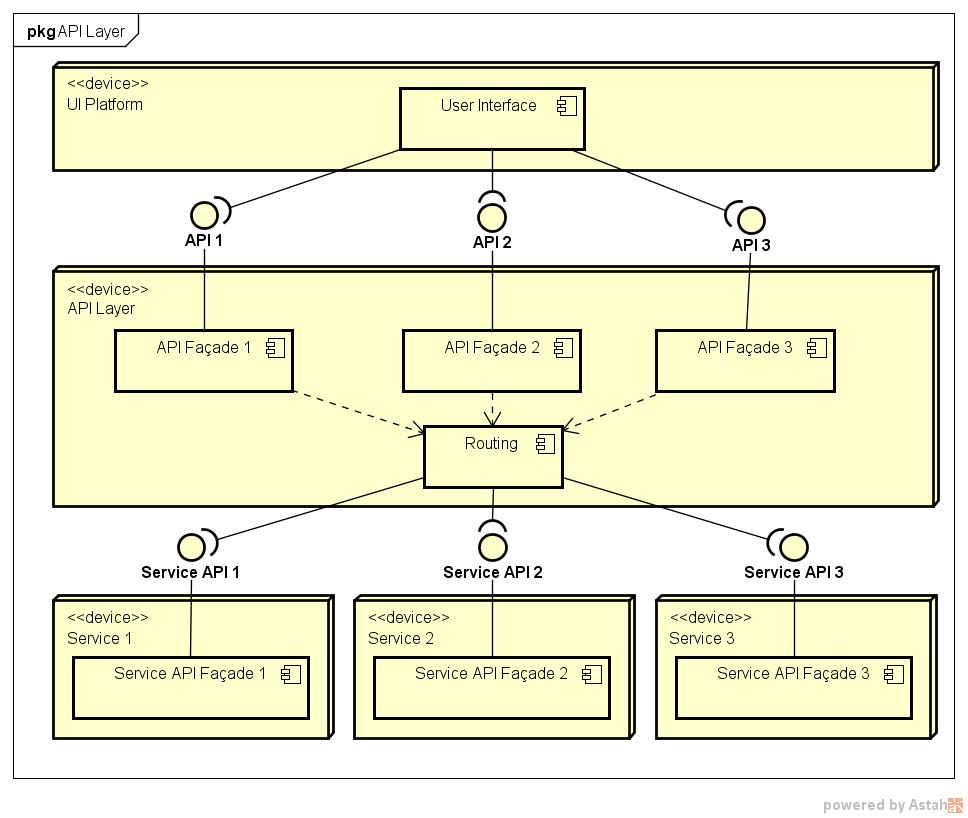 pkg API Layer
<<device>>
UI Platform
User Interface
API 1
API 2
API 3
<<device>>
API Layer
API Façade 1
API Façade 2
API Façade 3
Routing
Service API 1
Service API 2
Service API 3
<<device>>
Service 1
Service API Façade 1
<<device>>
Service 2
Service API Façade 2
<<device>>
Service 3
Service API Façade 3
powered by Astah